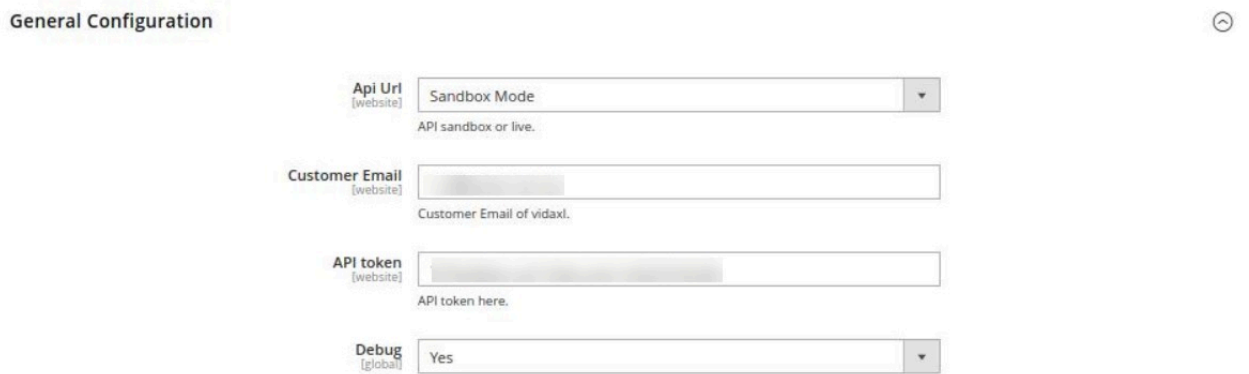 General Configuration
Api Url
[website]
Sandbox Mode
API sandbox or live.
Customer Email
[website]
Customer Email of vidaxl.
API token
[website]
API token here.
Debug
[global]
Yes